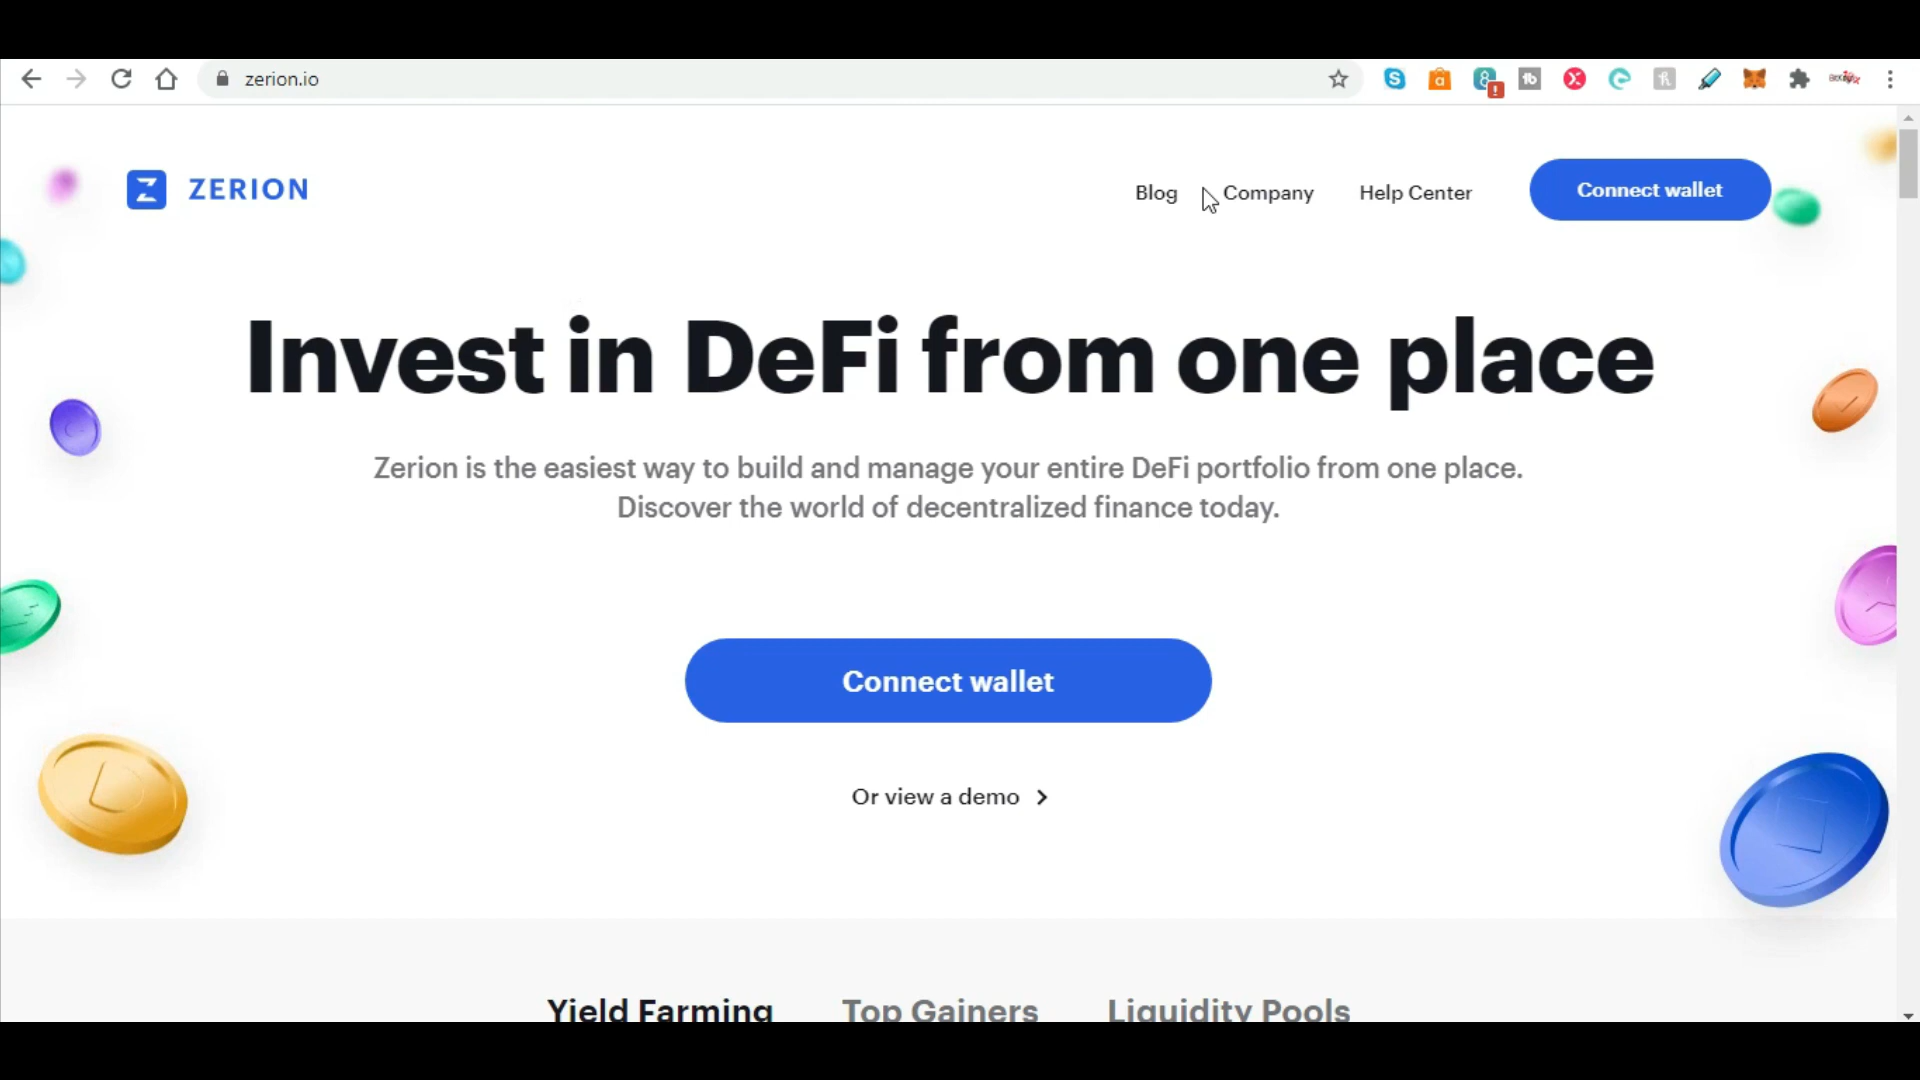 zerion.io
ZERION
Blog
Company
Help Center
Connect wallet
Invest in DeFi from one place
Zerion is the easiest way to build and manage your entire DeFi portfolio from one place.
Discover the world of decentralized finance today.
Connect wallet
Or view a demo
Yield Farming
Top Gainers
Liquidity Pools